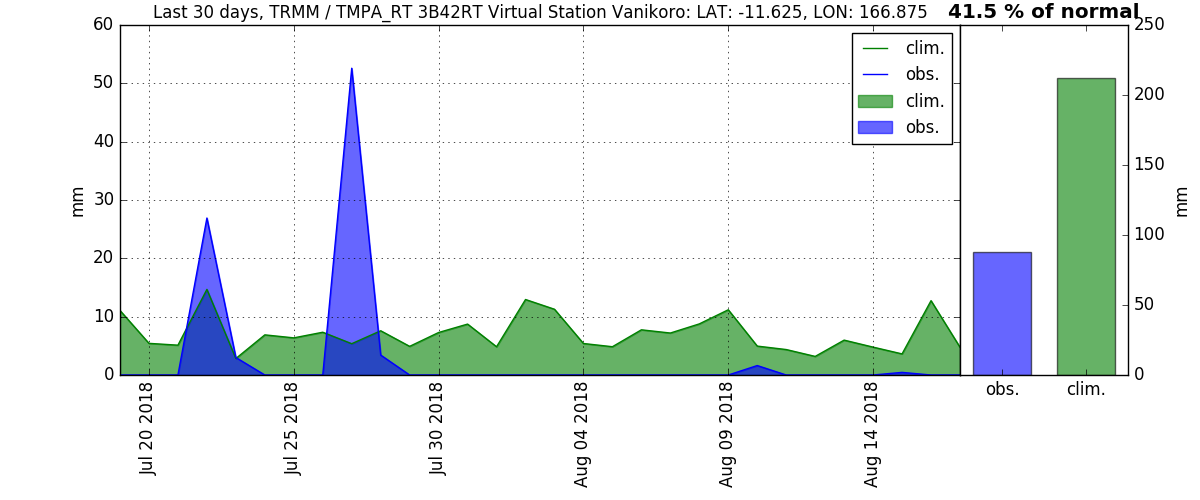 Last 30 days, TRMM / TMPA_RT 3B42RT Virtual Station Vanikoro: LAT: -11.625, LON: 166.875
41.5 % of normal
mm
60
50
40
30
20
10
0
clim.
obs.
clim.
obs.
Jul 20 2018
Jul 25 2018
Jul 30 2018
Aug 04 2018
Aug 09 2018
Aug 14 2018
250
200
150
100
50
0
mm
obs.
clim.